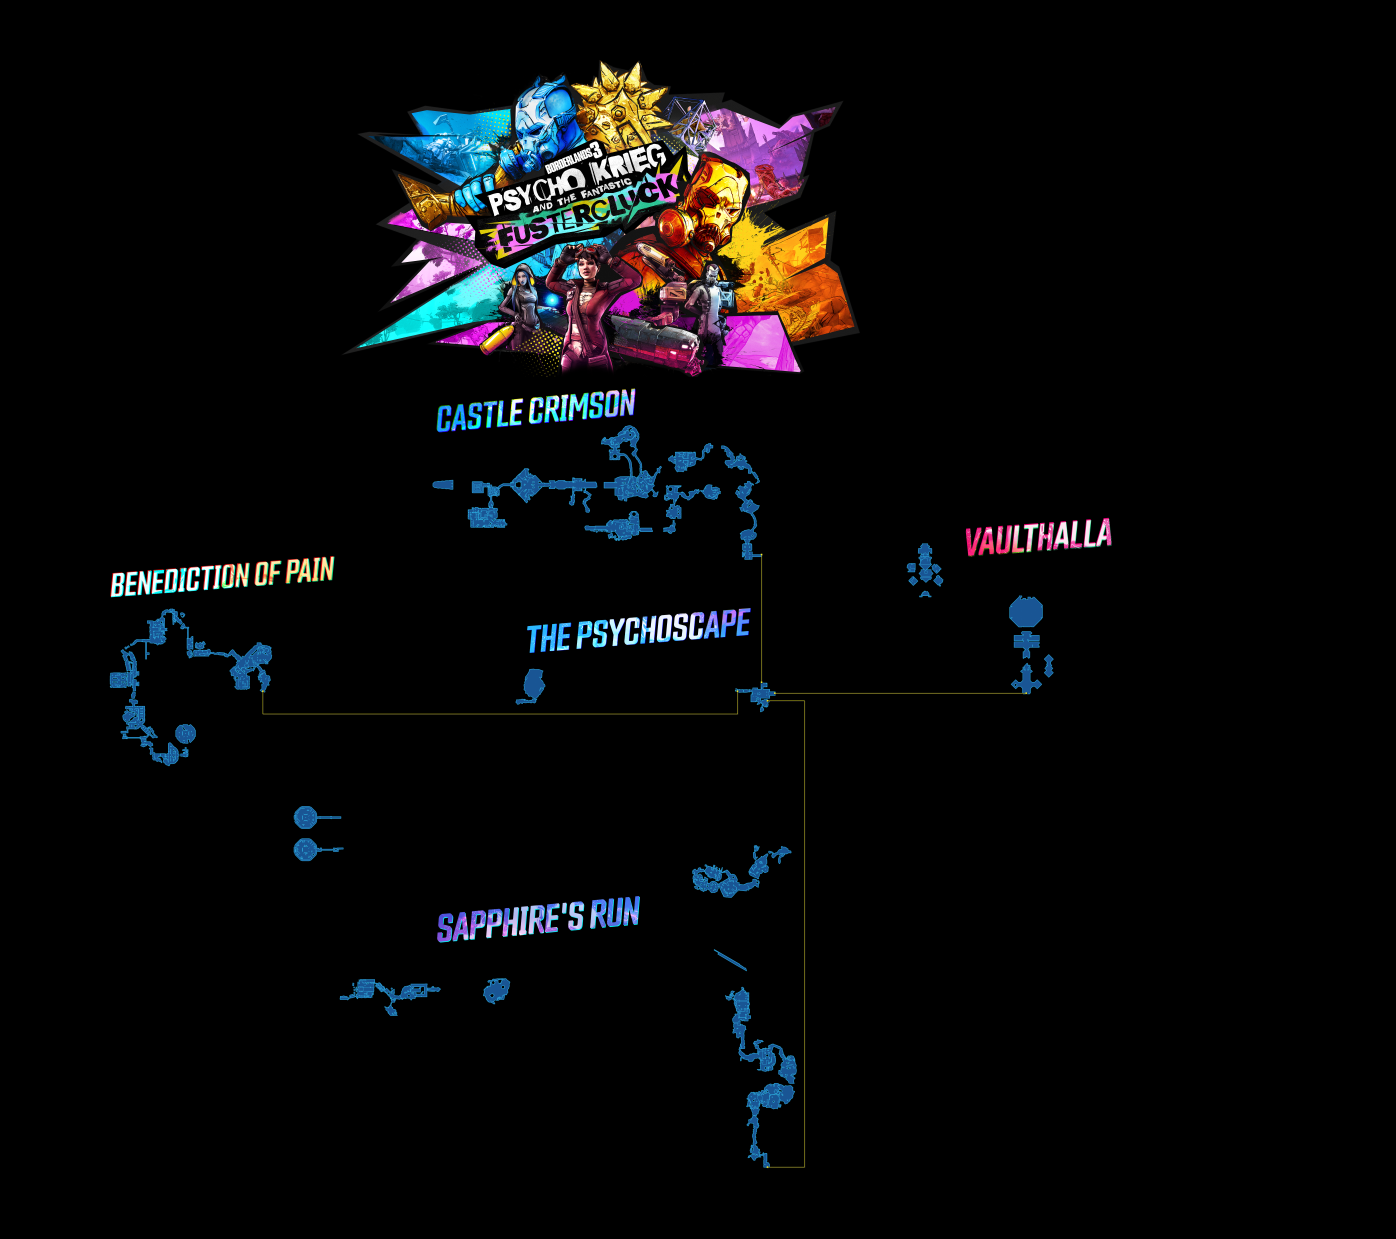 BORDERLANDS 3
PSYCHO KRIEG
AND THE FANTASTIC
FUSTERCLUCK
CASTLE CRIMSON
VAULTHALLA
BENEDICTION OF PAIN
THE PSYCHOSCAPE
SAPPHIRE'S RUN